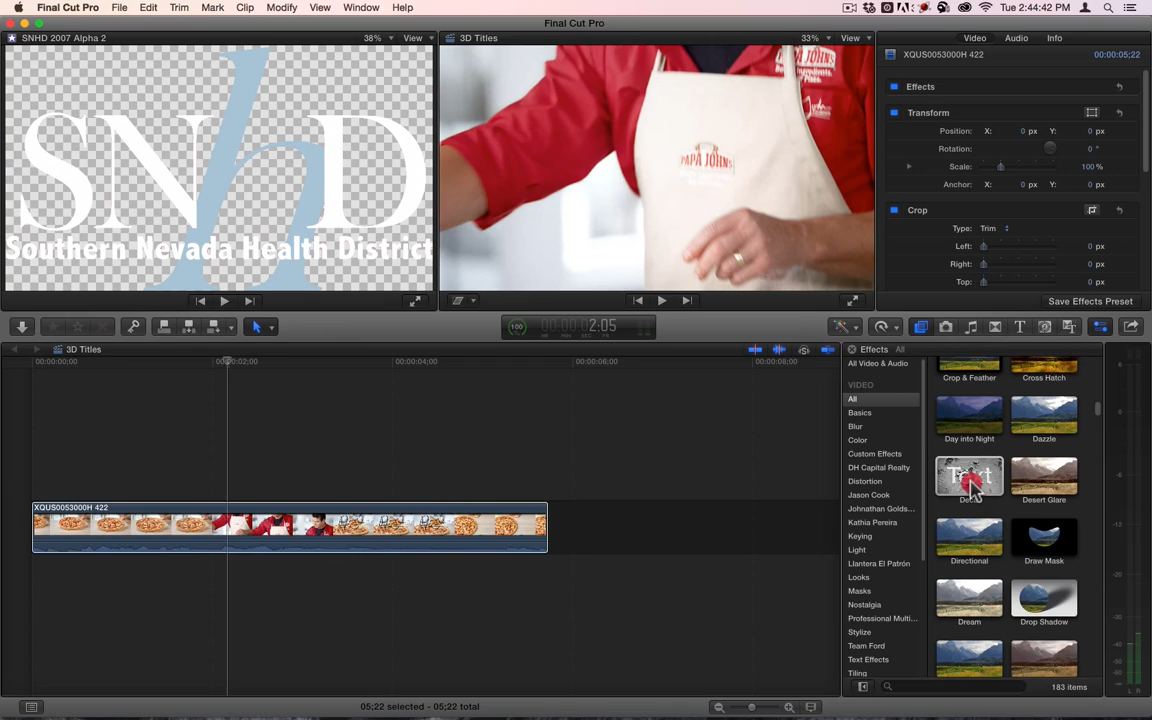 Final Cut Pro File Edit Trim Mark Clip Modify View Window Help
Tue 2:44:42 PM
Final Cut Pro
SNHD 2007 Alpha 2 38% View
SNhD
Southern Nevada Health District
3D Titles 33% View
PAPA JOHNS
Video Audio Info
XQUS0053000H 422 00:00:05;22
Effects
Transform
Position: X: 0 px Y: 0 px
Rotation: 0 °
Scale: 100 %
Anchor: X: 0 px Y: 0 px
Crop
Type: Trim
Left: 0 px
Right: 0 px
Top: 0 px
Save Effects Preset
100 00:00:02:05
3D Titles
00:00:00;00 00:00:02;00 00:00:04;00 00:00:06;00 00:00:08;00
XQUS0053000H 422
Effects All
All Video & Audio
VIDEO
All
Basics
Blur
Color
Custom Effects
DH Capital Realty
Distortion
Jason Cook
Johnathan Golds...
Kathia Pereira
Keying
Light
Llantera El Patrón
Looks
Masks
Nostalgia
Professional Multi...
Stylize
Team Ford
Text Effects
Tiling
Crop & Feather Cross Hatch
Day into Night Dazzle
Text
Desert Glare
Directional Draw Mask
Dream Drop Shadow
183 items
05;22 selected - 05;22 total